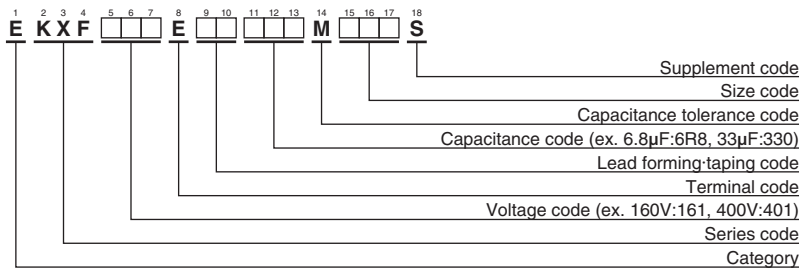 1 2 3 4 5 6 7 8 9 10 11 12 13 14 15 16 17 18
E K X F E M S
Supplement code
Size code
Capacitance tolerance code
Capacitance code (ex. 6.8μF:6R8, 33μF:330)
Lead forming·taping code
Terminal code
Voltage code (ex. 160V:161, 400V:401)
Series code
Category